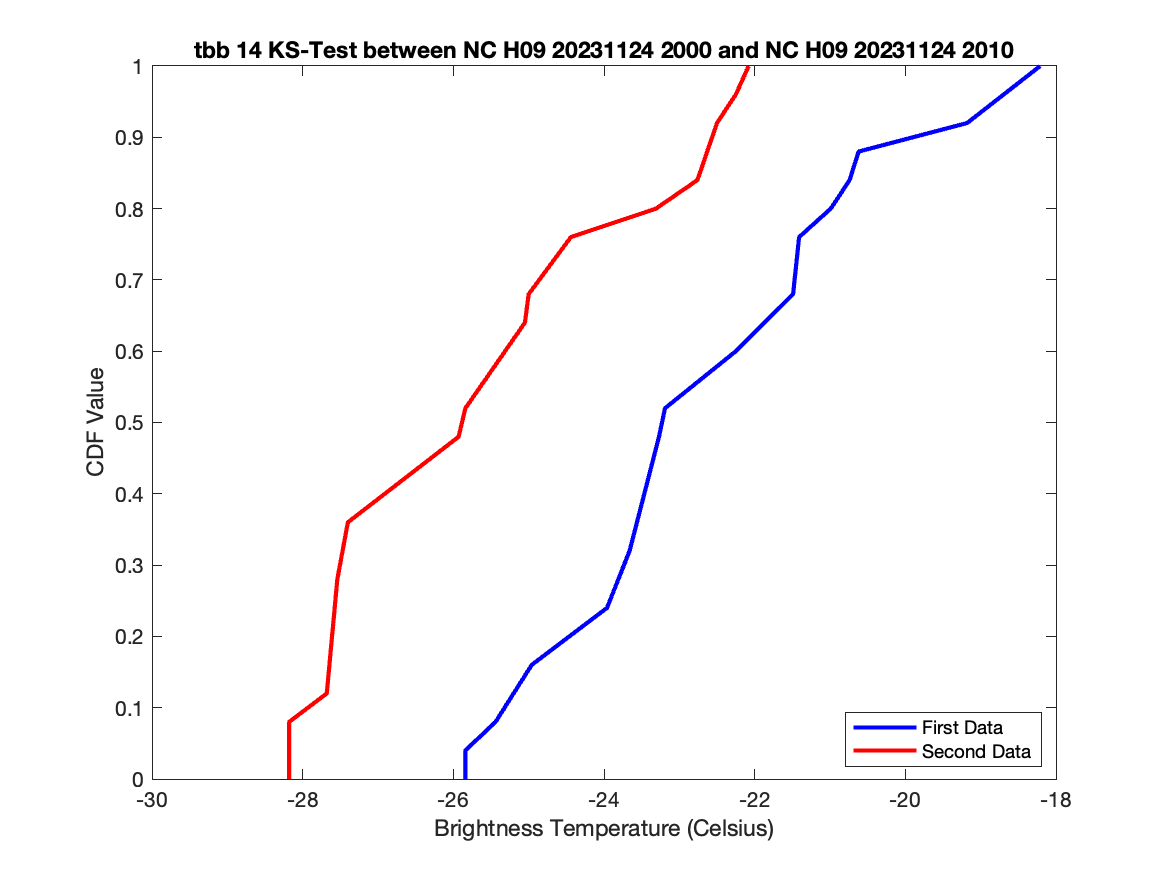 tbb 14 KS-Test between NC H09 20231124 2000 and NC H09 20231124 2010
1
0.9
0.8
0.7
0.6
0.5
0.4
0.3
0.2
0.1
0
CDF Value
First Data
Second Data
-30 -28 -26 -24 -22 -20 -18
Brightness Temperature (Celsius)